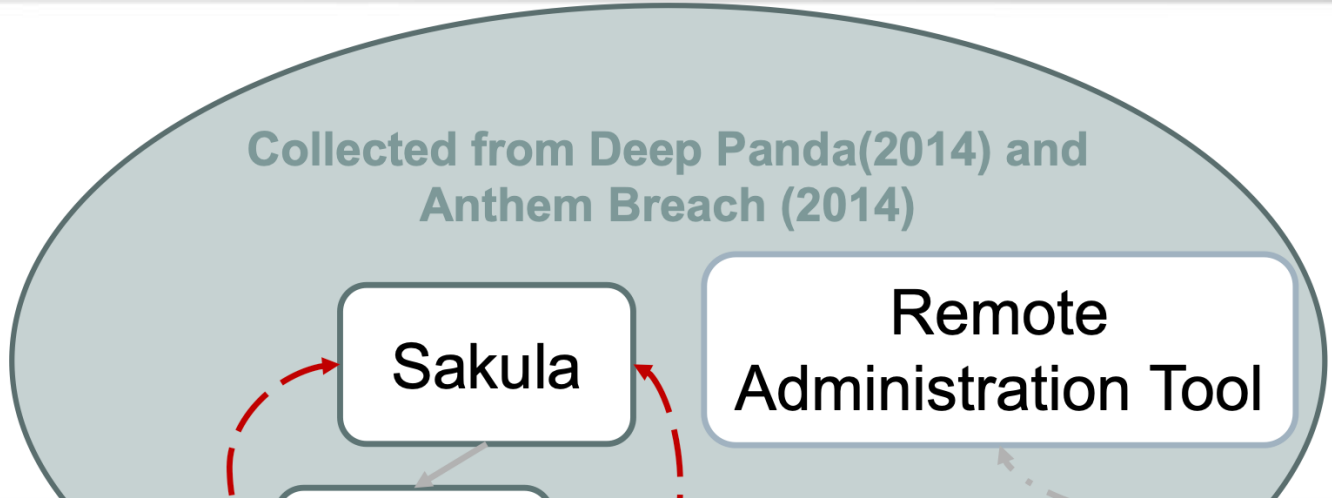 Collected from Deep Panda(2014) and
Anthem Breach (2014)
Sakula
Remote
Administration Tool